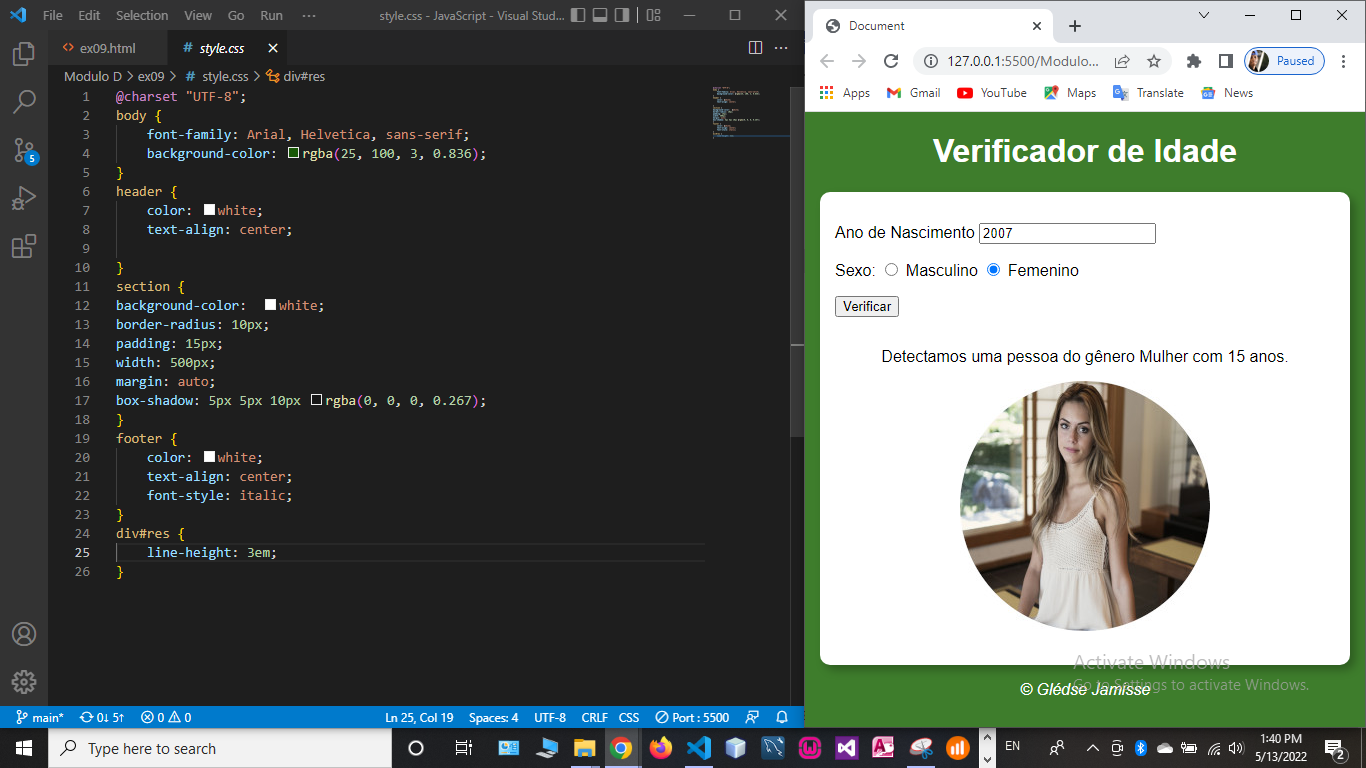 File Edit Selection View Go Run ··· style.css - JavaScript - Visual Stud...
ex09.html # style.css
Modulo D > ex09 > # style.css > div#res
1 @charset "UTF-8";
2 body {
3 font-family: Arial, Helvetica, sans-serif;
4 background-color: rgba(25, 100, 3, 0.836);
5 }
6 header {
7 color: white;
8 text-align: center;
9
10 }
11 section {
12 background-color: white;
13 border-radius: 10px;
14 padding: 15px;
15 width: 500px;
16 margin: auto;
17 box-shadow: 5px 5px 10px rgba(0, 0, 0, 0.267);
18 }
19 footer {
20 color: white;
21 text-align: center;
22 font-style: italic;
23 }
24 div#res {
25 line-height: 3em;
26 }
5
main* 0↓ 5↑ 0 0 Ln 25, Col 19 Spaces: 4 UTF-8 CRLF CSS Port : 5500
Document
127.0.0.1:5500/Modulo... Paused
Apps Gmail YouTube Maps Translate News
Verificador de Idade
Ano de Nascimento 2007
Sexo: Masculino Femenino
Verificar
Detectamos uma pessoa do gênero Mulher com 15 anos.
Activate Windows
Go to Settings to activate Windows.
© Glédse Jamisse
Type here to search
EN
1:40 PM
5/13/2022
2